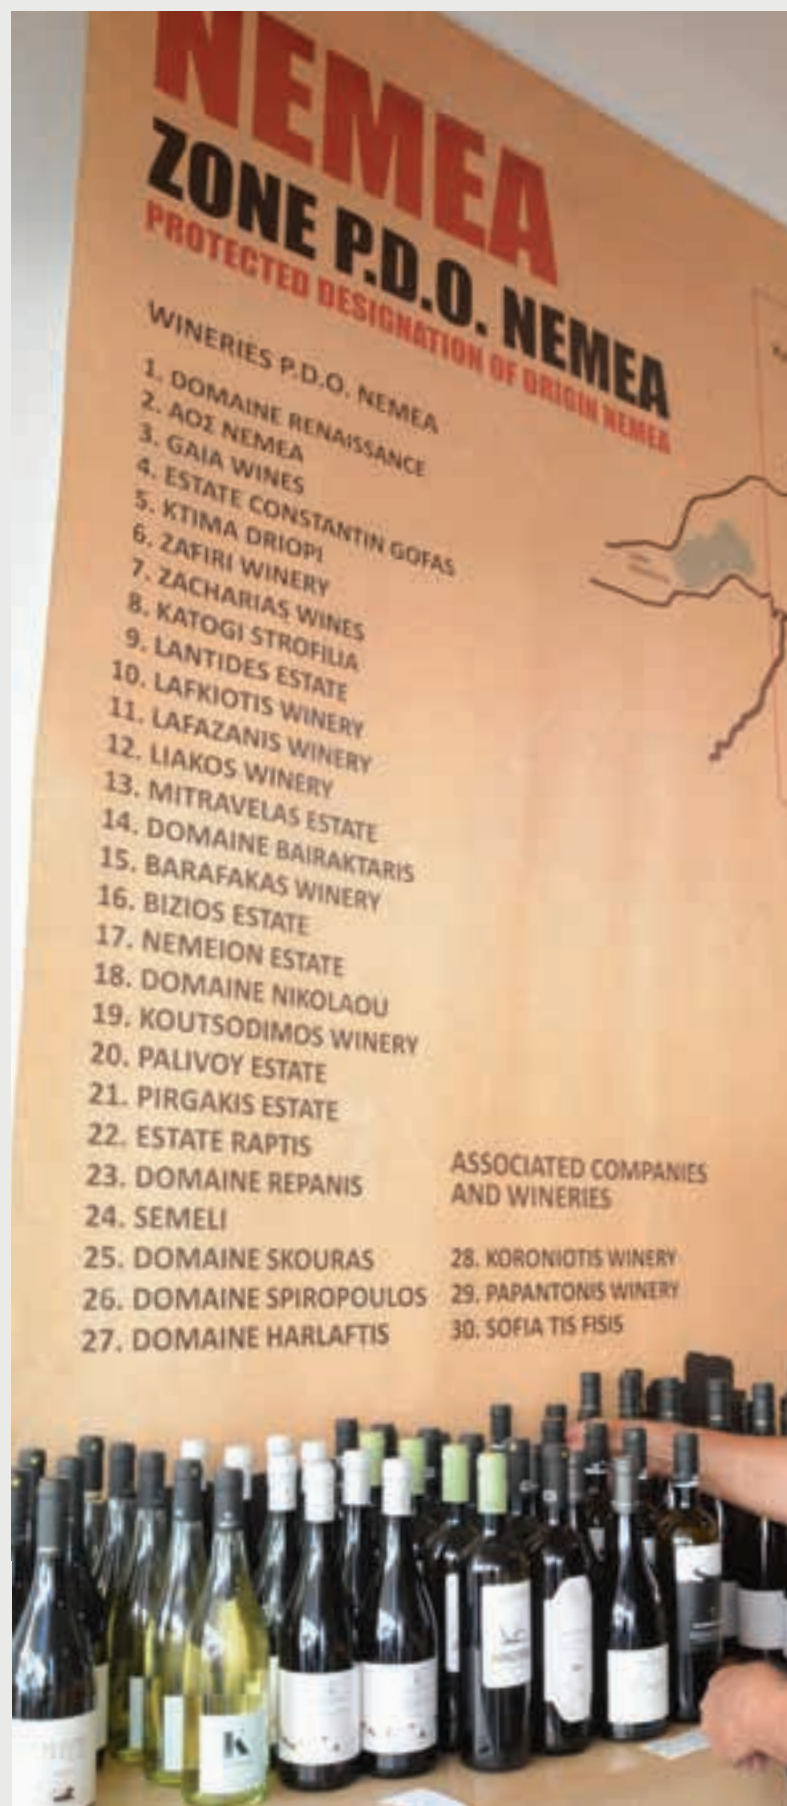 NEMEA
ZONE P.D.O. NEMEA
PROTECTED DESIGNATION OF ORIGIN NEMEA
WINERIES P.D.O. NEMEA
1. DOMAINE RENAISSANCE
2. ΑΟΣ NEMEA
3. GAIA WINES
4. ESTATE CONSTANTIN GOFAS
5. KTIMA DRIOPI
6. ZAFIRI WINERY
7. ZACHARIAS WINES
8. KATOGI STROFILIA
9. LANTIDES ESTATE
10. LAFKIOTIS WINERY
11. LAFAZANIS WINERY
12. LIAKOS WINERY
13. MITRAVELAS ESTATE
14. DOMAINE BAIRAKTARIS
15. BARAFAKAS WINERY
16. BIZIOS ESTATE
17. NEMEION ESTATE
18. DOMAINE NIKOLAOU
19. KOUTSODIMOS WINERY
20. PALIVOY ESTATE
21. PIRGAKIS ESTATE
22. ESTATE RAPTIS
23. DOMAINE REPANIS
24. SEMELI
25. DOMAINE SKOURAS
26. DOMAINE SPIROPOULOS
27. DOMAINE HARLAFTIS
ASSOCIATED COMPANIES
AND WINERIES
28. KORONIOTIS WINERY
29. PAPANTONIS WINERY
30. SOFIA TIS FISIS
K